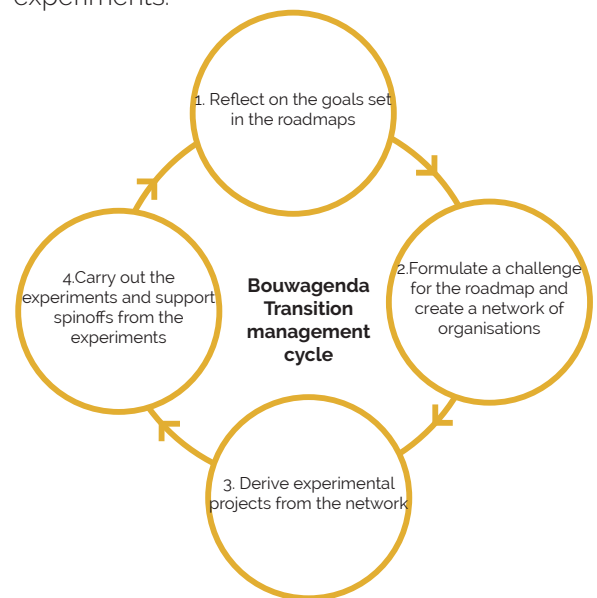 experiments.
1. Reflect on the goals set
in the roadmaps
2.Formulate a challenge
for the roadmap and
create a network of
organisations
Bouwagenda
Transition
management
cycle
3. Derive experimental
projects from the network
4.Carry out the
experiments and support
spinoffs from the
experiments